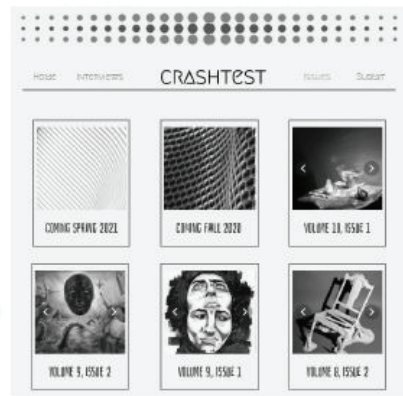 Home Interviews CRASHTEST Issues Submit
COMING SPRING 2021 COMING FALL 2020 VOLUME 10, ISSUE 1
VOLUME 9, ISSUE 2 VOLUME 9, ISSUE 1 VOLUME 8, ISSUE 2